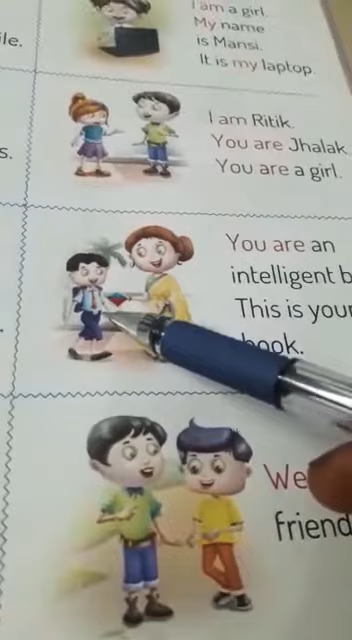 I am a girl.
My name
is Mansi.
It is my laptop.
I am Ritik.
You are Jhalak
You are a girl.
You are an
intelligent b
This is your
book.
We
friend